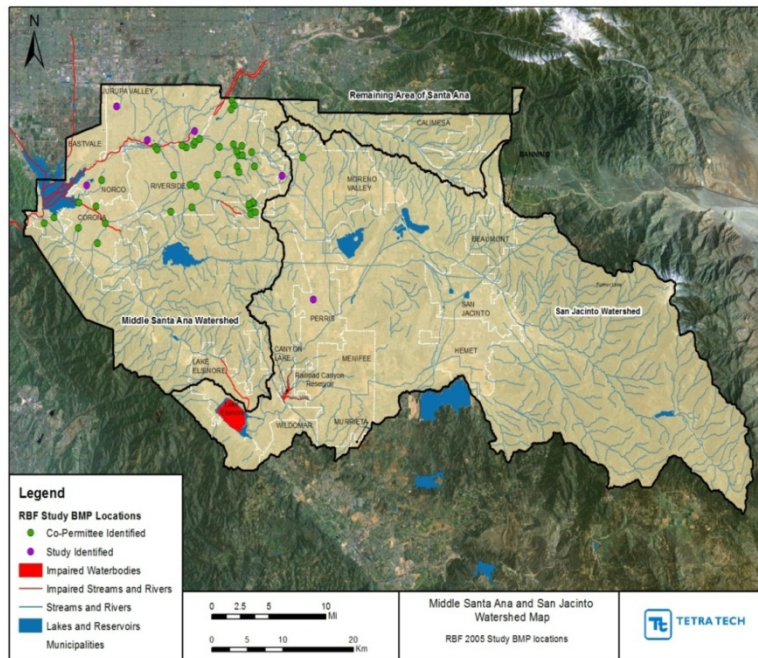 N
JURUPA VALLEY
Remaining Area of Santa Ana
CALIMESA
EASTVALE
BANNING
MORENO
VALLEY
NORCO
RIVERSIDE
CORONA
BEAUMONT
SAN
JACINTO
San Jacinto Watershed
PERRIS
Middle Santa Ana Watershed
CANYON
LAKE
MENIFEE
HEMET
LAKE
ELSINORE
Railroad Canyon
Reservoir
WILDOMAR
MURRIETA
Legend
RBF Study BMP Locations
Co-Permittee Identified
Study Identified
Impaired Waterbodies
Impaired Streams and Rivers
Streams and Rivers
Lakes and Reservoirs
Municipalities
0 2.5 5 10
Mi
0 5 10 20
Km
Middle Santa Ana and San Jacinto
Watershed Map
RBF 2005 Study BMP locations
Tt
TETRA TECH